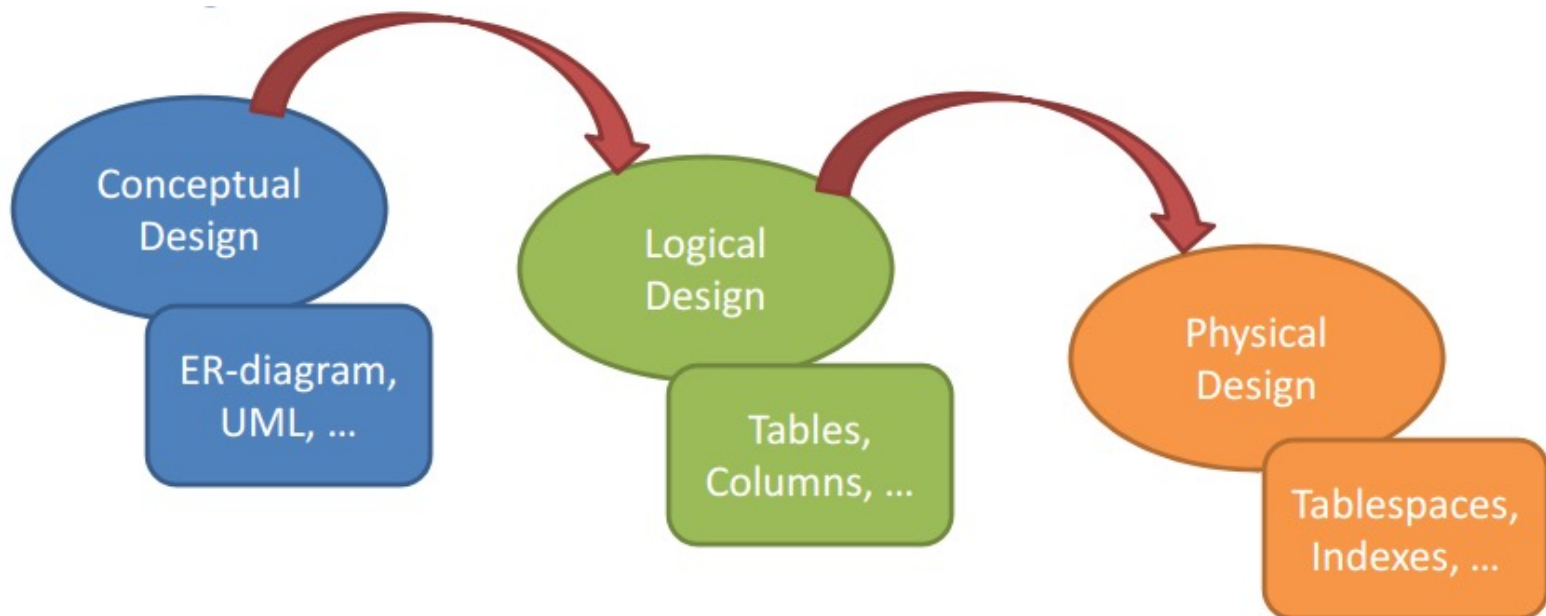 Conceptual
Design
ER-diagram,
UML, …
Logical
Design
Tables,
Columns, …
Physical
Design
Tablespaces,
Indexes, …